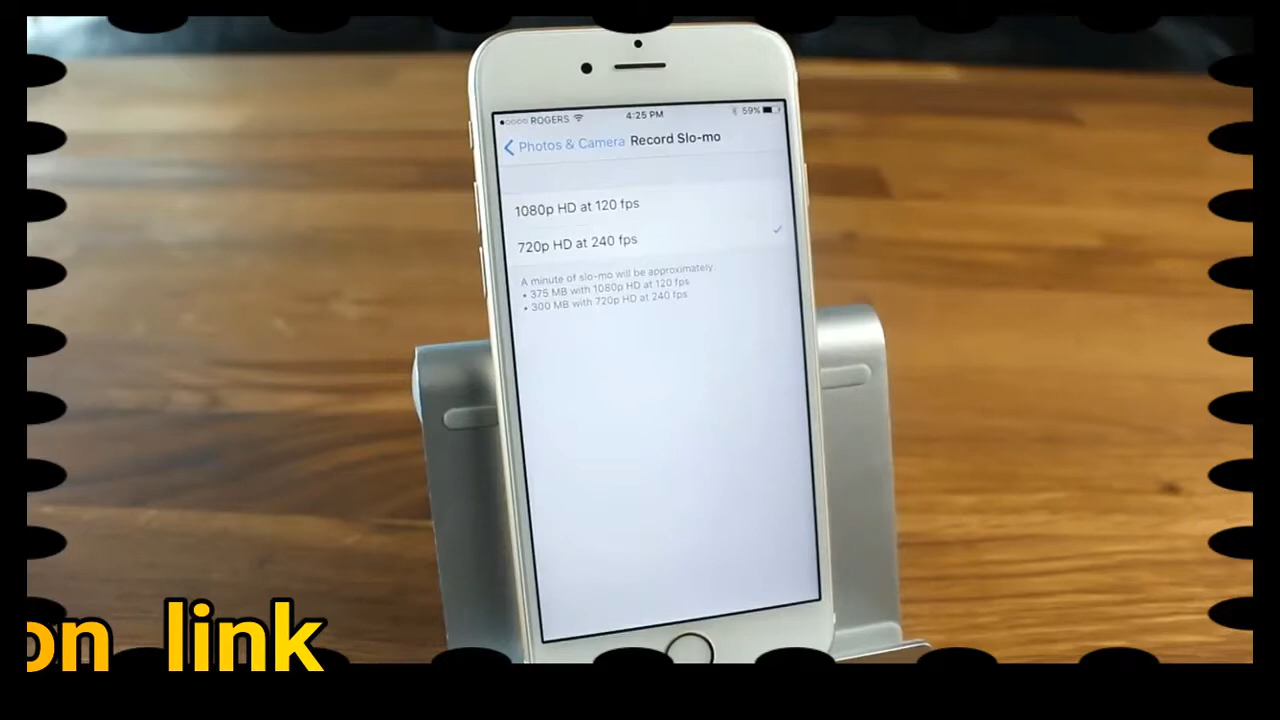 ROGERS 4:25 PM 59%
Photos & Camera Record Slo-mo
1080p HD at 120 fps
720p HD at 240 fps
A minute of slo-mo will be approximately:
• 375 MB with 1080p HD at 120 fps
• 300 MB with 720p HD at 240 fps
on link